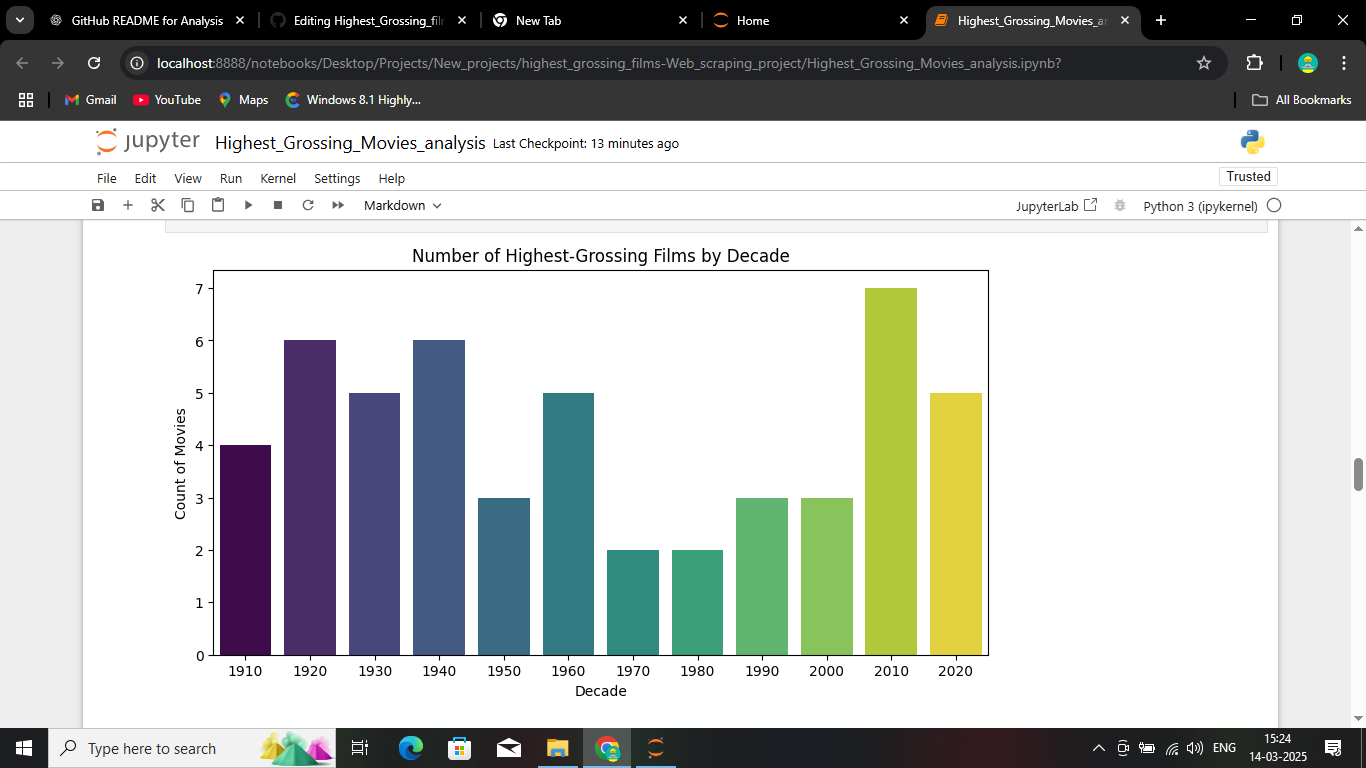 GitHub README for Analysis
Editing Highest_Grossing_fil
New Tab
Home
Highest_Grossing_Movies_an
localhost:8888/notebooks/Desktop/Projects/New_projects/highest_grossing_films-Web_scraping_project/Highest_Grossing_Movies_analysis.ipynb?
Gmail YouTube Maps Windows 8.1 Highly... All Bookmarks
jupyter Highest_Grossing_Movies_analysis Last Checkpoint: 13 minutes ago
File Edit View Run Kernel Settings Help Trusted
Markdown JupyterLab Python 3 (ipykernel)
Number of Highest-Grossing Films by Decade
Count of Movies
7
6
5
4
3
2
1
0
1910 1920 1930 1940 1950 1960 1970 1980 1990 2000 2010 2020
Decade
Type here to search
ENG
15:24
14-03-2025